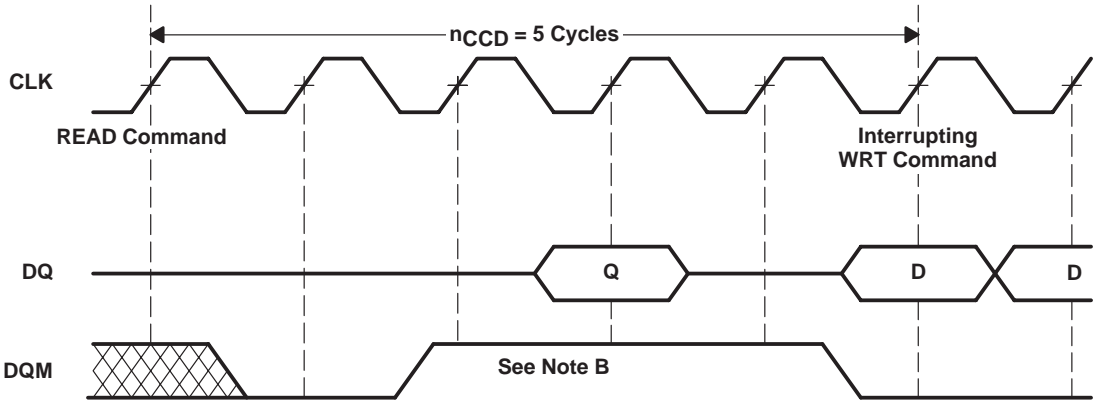 nCCD = 5 Cycles
CLK
READ Command
Interrupting
WRT Command
DQ
Q
D
D
DQM
See Note B